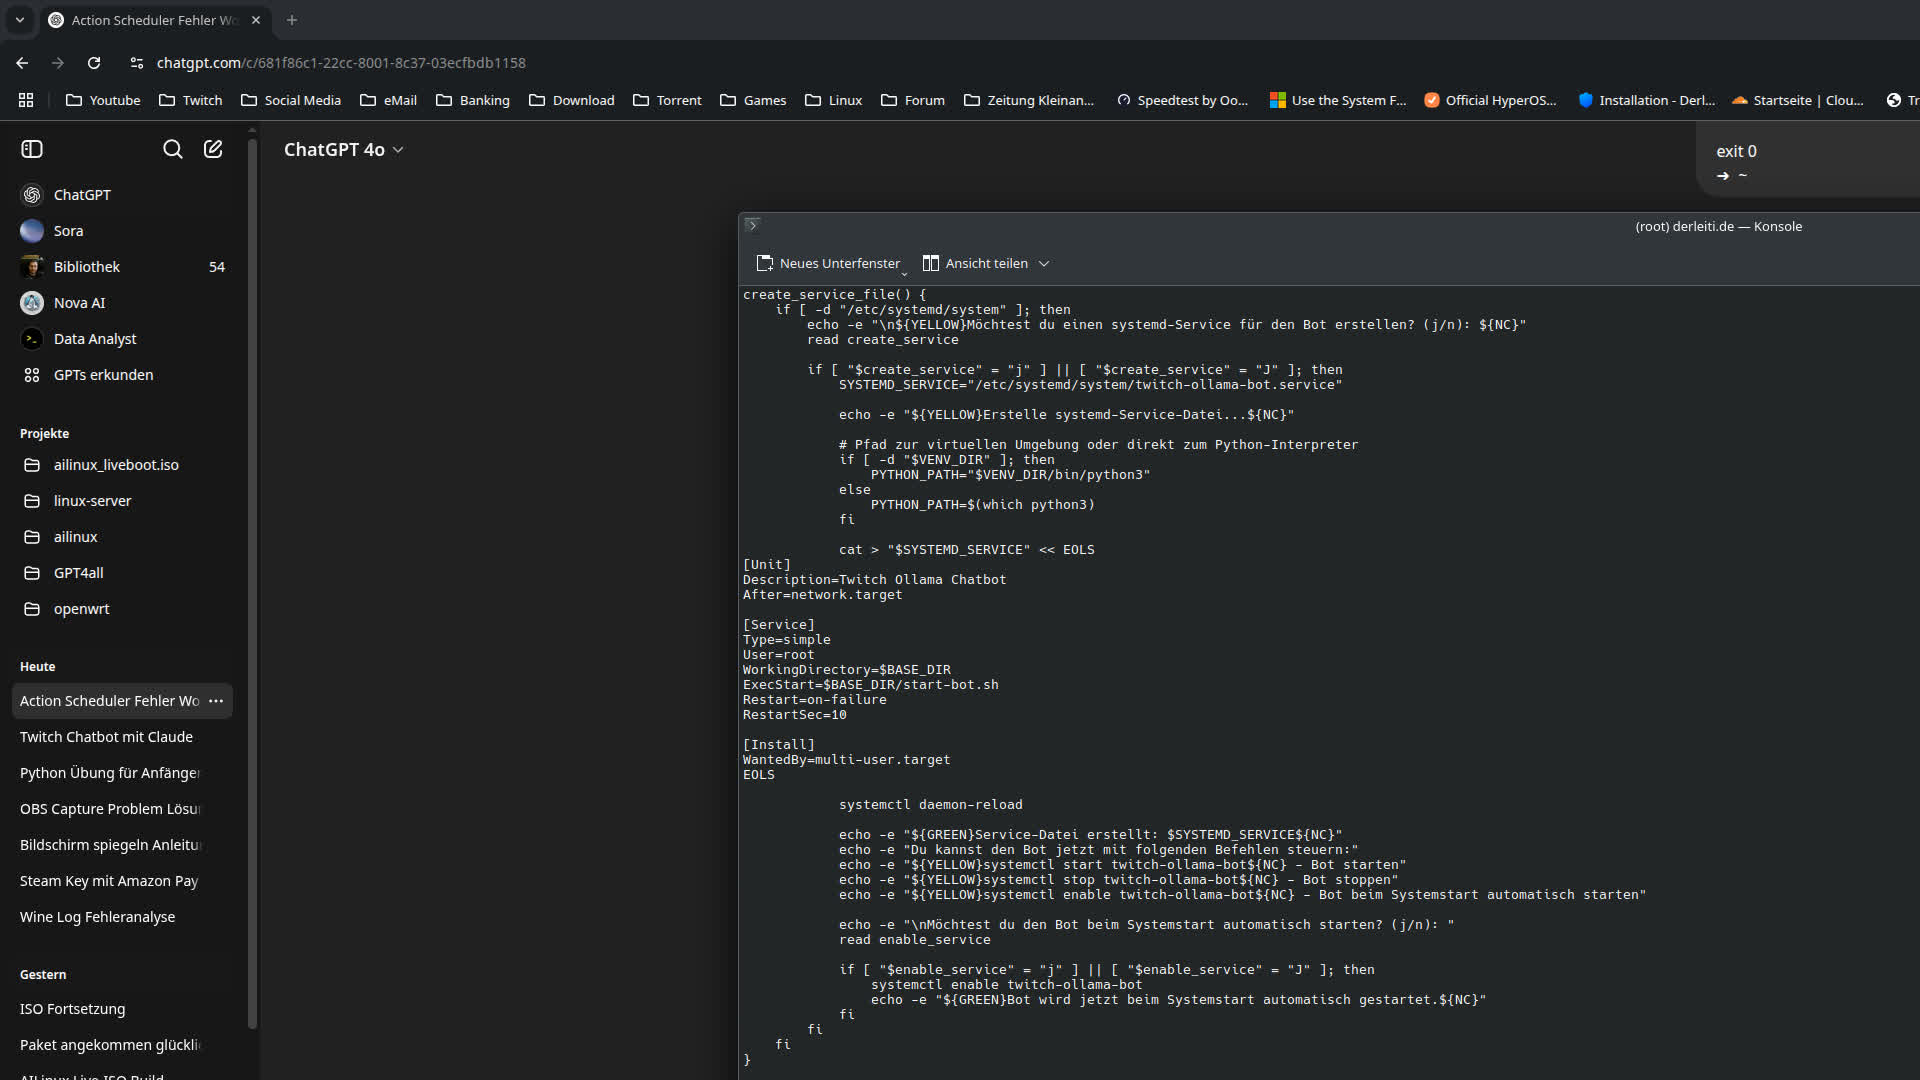 Action Scheduler Fehler Wo
chatgpt.com/c/681f86c1-22cc-8001-8c37-03ecfbdb1158
Youtube Twitch Social Media eMail Banking Download Torrent Games Linux Forum Zeitung Kleinan... Speedtest by Oo... Use the System F... Official HyperOS... Installation - Derl... Startseite | Clou... Tr
ChatGPT 4o
ChatGPT
Sora
Bibliothek 54
Nova AI
Data Analyst
GPTs erkunden
Projekte
ailinux_liveboot.iso
linux-server
ailinux
GPT4all
openwrt
Heute
Action Scheduler Fehler Wo
Twitch Chatbot mit Claude
Python Übung für Anfänger
OBS Capture Problem Lösu
Bildschirm spiegeln Anleitu
Steam Key mit Amazon Pay
Wine Log Fehleranalyse
Gestern
ISO Fortsetzung
Paket angekommen glückli
AILinux Live ISO Build
exit 0
➜ ~
(root) derleiti.de — Konsole
Neues Unterfenster Ansicht teilen
create_service_file() {
    if [ -d "/etc/systemd/system" ]; then
        echo -e "\n${YELLOW}Möchtest du einen systemd-Service für den Bot erstellen? (j/n): ${NC}"
        read create_service
        if [ "$create_service" = "j" ] || [ "$create_service" = "J" ]; then
            SYSTEMD_SERVICE="/etc/systemd/system/twitch-ollama-bot.service"
            echo -e "${YELLOW}Erstelle systemd-Service-Datei...${NC}"
            # Pfad zur virtuellen Umgebung oder direkt zum Python-Interpreter
            if [ -d "$VENV_DIR" ]; then
                PYTHON_PATH="$VENV_DIR/bin/python3"
            else
                PYTHON_PATH=$(which python3)
            fi
            cat > "$SYSTEMD_SERVICE" << EOLS
[Unit]
Description=Twitch Ollama Chatbot
After=network.target
[Service]
Type=simple
User=root
WorkingDirectory=$BASE_DIR
ExecStart=$BASE_DIR/start-bot.sh
Restart=on-failure
RestartSec=10
[Install]
WantedBy=multi-user.target
EOLS
            systemctl daemon-reload
            echo -e "${GREEN}Service-Datei erstellt: $SYSTEMD_SERVICE${NC}"
            echo -e "Du kannst den Bot jetzt mit folgenden Befehlen steuern:"
            echo -e "${YELLOW}systemctl start twitch-ollama-bot${NC} - Bot starten"
            echo -e "${YELLOW}systemctl stop twitch-ollama-bot${NC} - Bot stoppen"
            echo -e "${YELLOW}systemctl enable twitch-ollama-bot${NC} - Bot beim Systemstart automatisch starten"
            echo -e "\nMöchtest du den Bot beim Systemstart automatisch starten? (j/n): "
            read enable_service
            if [ "$enable_service" = "j" ] || [ "$enable_service" = "J" ]; then
                systemctl enable twitch-ollama-bot
                echo -e "${GREEN}Bot wird jetzt beim Systemstart automatisch gestartet.${NC}"
            fi
        fi
    fi
}